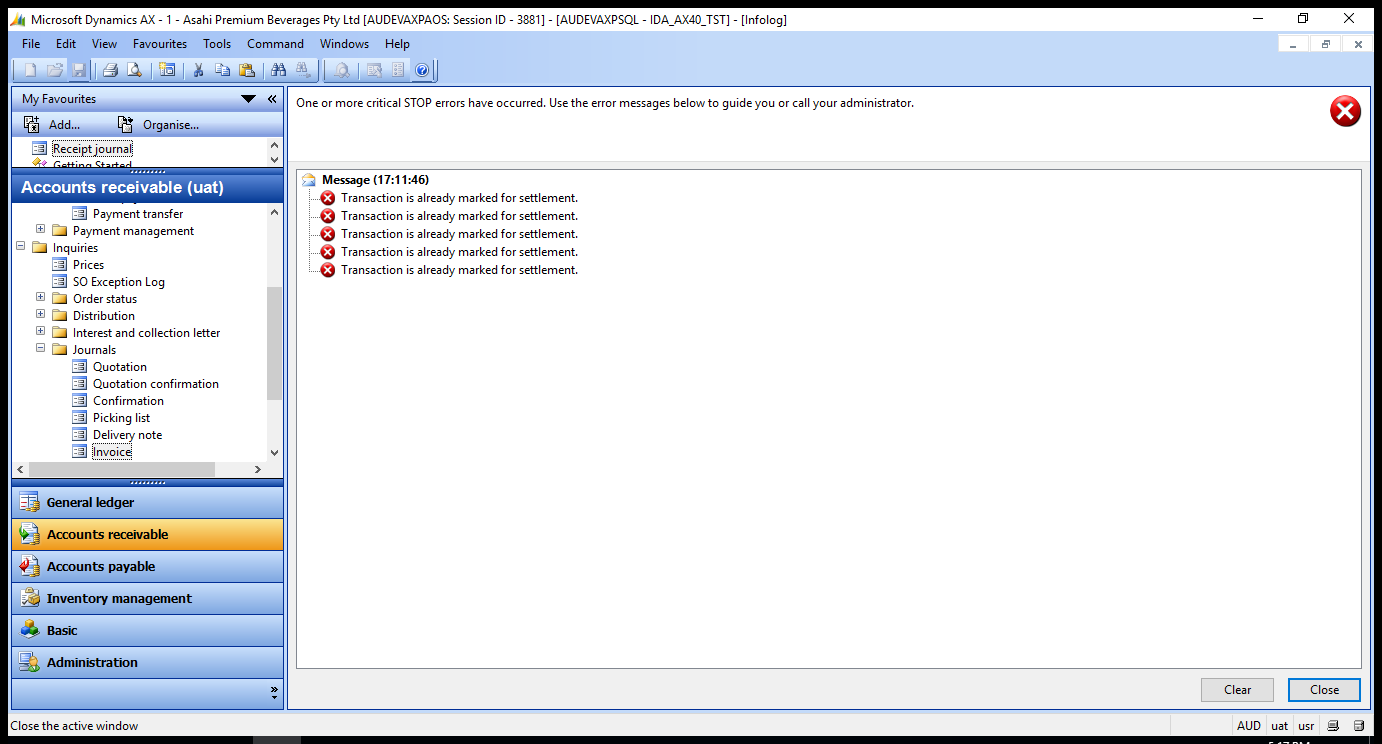 Microsoft Dynamics AX - 1 - Asahi Premium Beverages Pty Ltd [AUDEVAXPAOS: Session ID - 3881] - [AUDEVAXPSQL - IDA_AX40_TST] - [Infolog]
File Edit View Favourites Tools Command Windows Help
My Favourites
Add... Organise...
Receipt journal
Getting Started
Accounts receivable (uat)
Payment transfer
Payment management
Inquiries
Prices
SO Exception Log
Order status
Distribution
Interest and collection letter
Journals
Quotation
Quotation confirmation
Confirmation
Picking list
Delivery note
Invoice
General ledger
Accounts receivable
Accounts payable
Inventory management
Basic
Administration
One or more critical STOP errors have occurred. Use the error messages below to guide you or call your administrator.
Message (17:11:46)
Transaction is already marked for settlement.
Transaction is already marked for settlement.
Transaction is already marked for settlement.
Transaction is already marked for settlement.
Transaction is already marked for settlement.
Clear Close
Close the active window
AUD uat usr